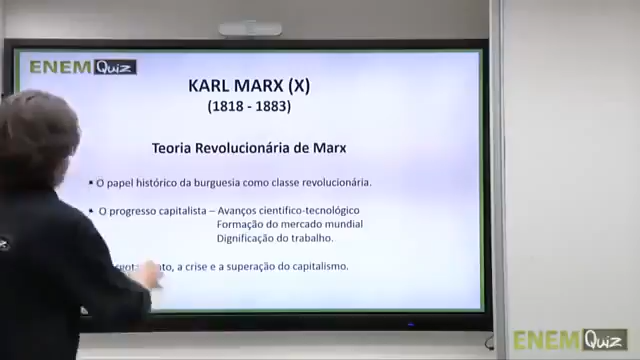 ENEM Quiz
KARL MARX (X)
(1818 - 1883)
Teoria Revolucionária de Marx
▪ O papel histórico da burguesia como classe revolucionária.
▪ O progresso capitalista – Avanços científico-tecnológico
Formação do mercado mundial
Dignificação do trabalho.
a crise e a superação do capitalismo.
ENEM Quiz